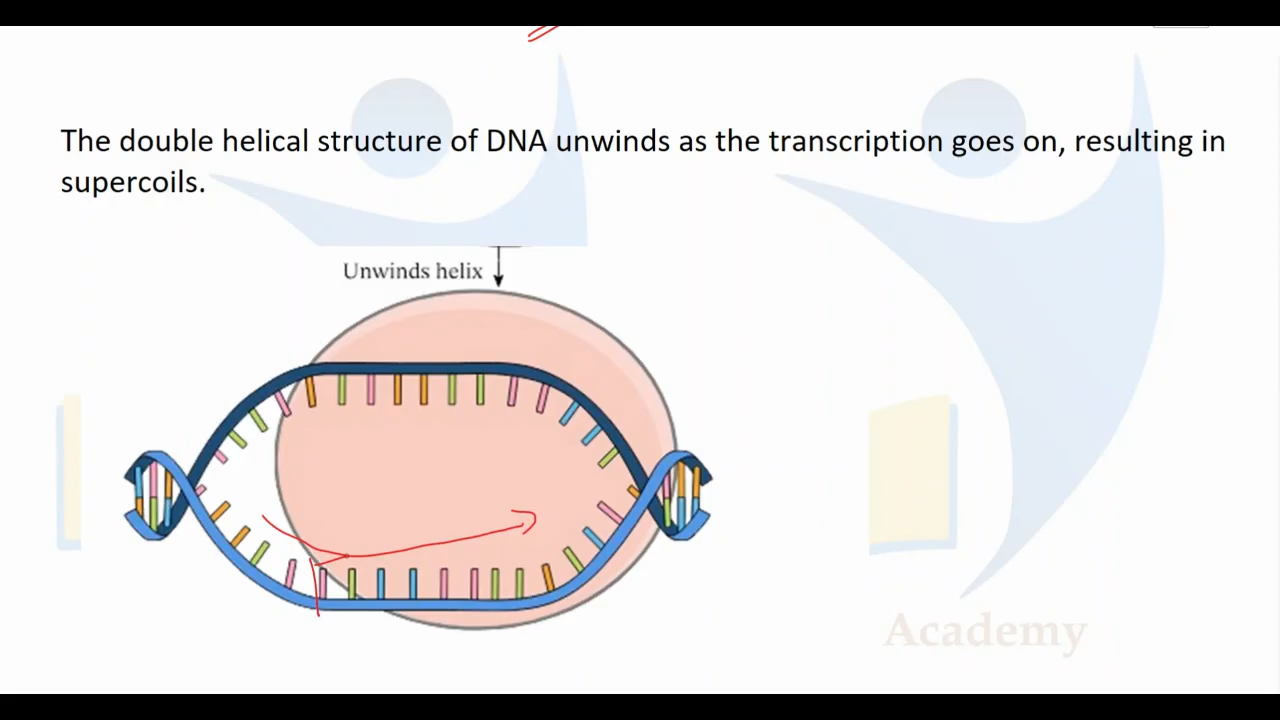 The double helical structure of DNA unwinds as the transcription goes on, resulting in
supercoils.
Unwinds helix
Academy